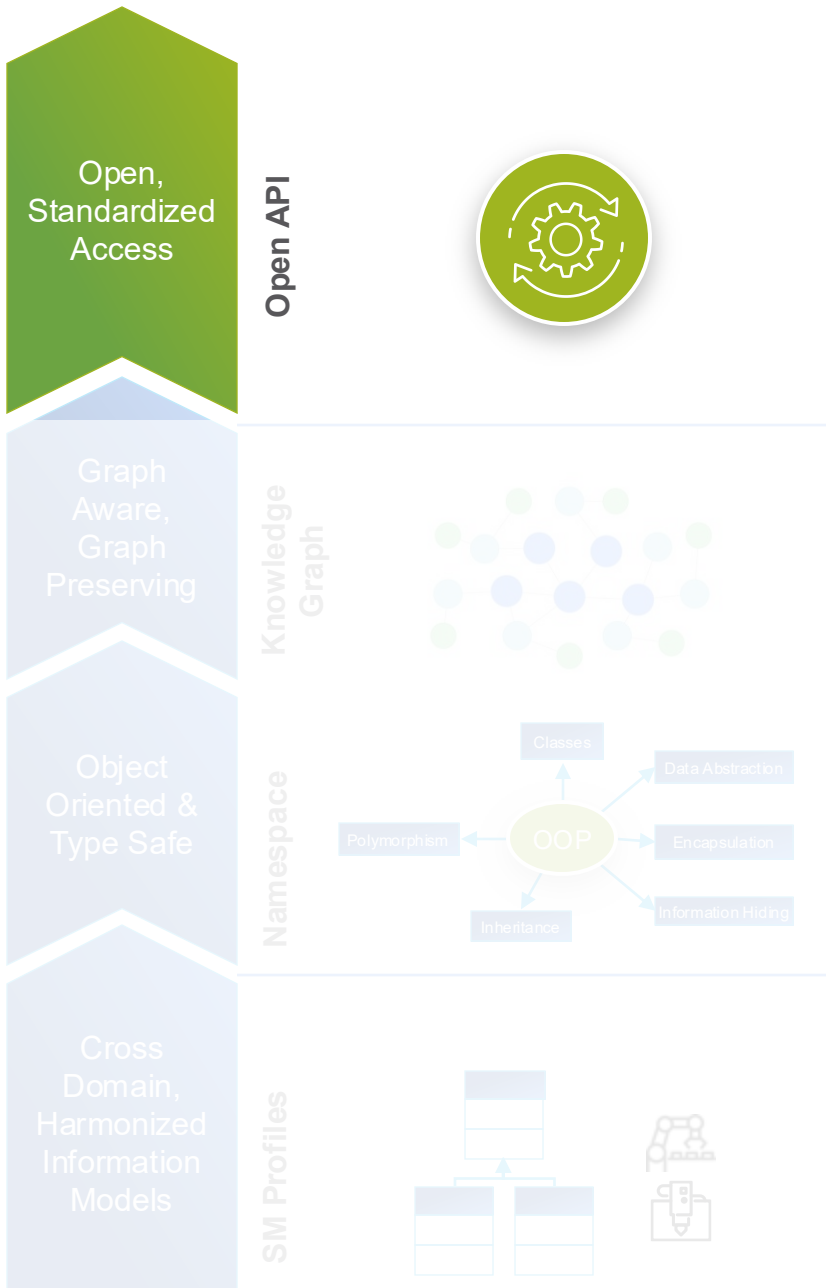 Open,
Standardized
Access
Open API
Graph
Aware,
Graph
Preserving
Knowledge
Graph
Object
Oriented &
Type Safe
Namespace
Classes
Data Abstraction
Polymorphism
OOP
Encapsulation
Information Hiding
Inheritance
Cross
Domain,
Harmonized
Information
Models
SM Profiles